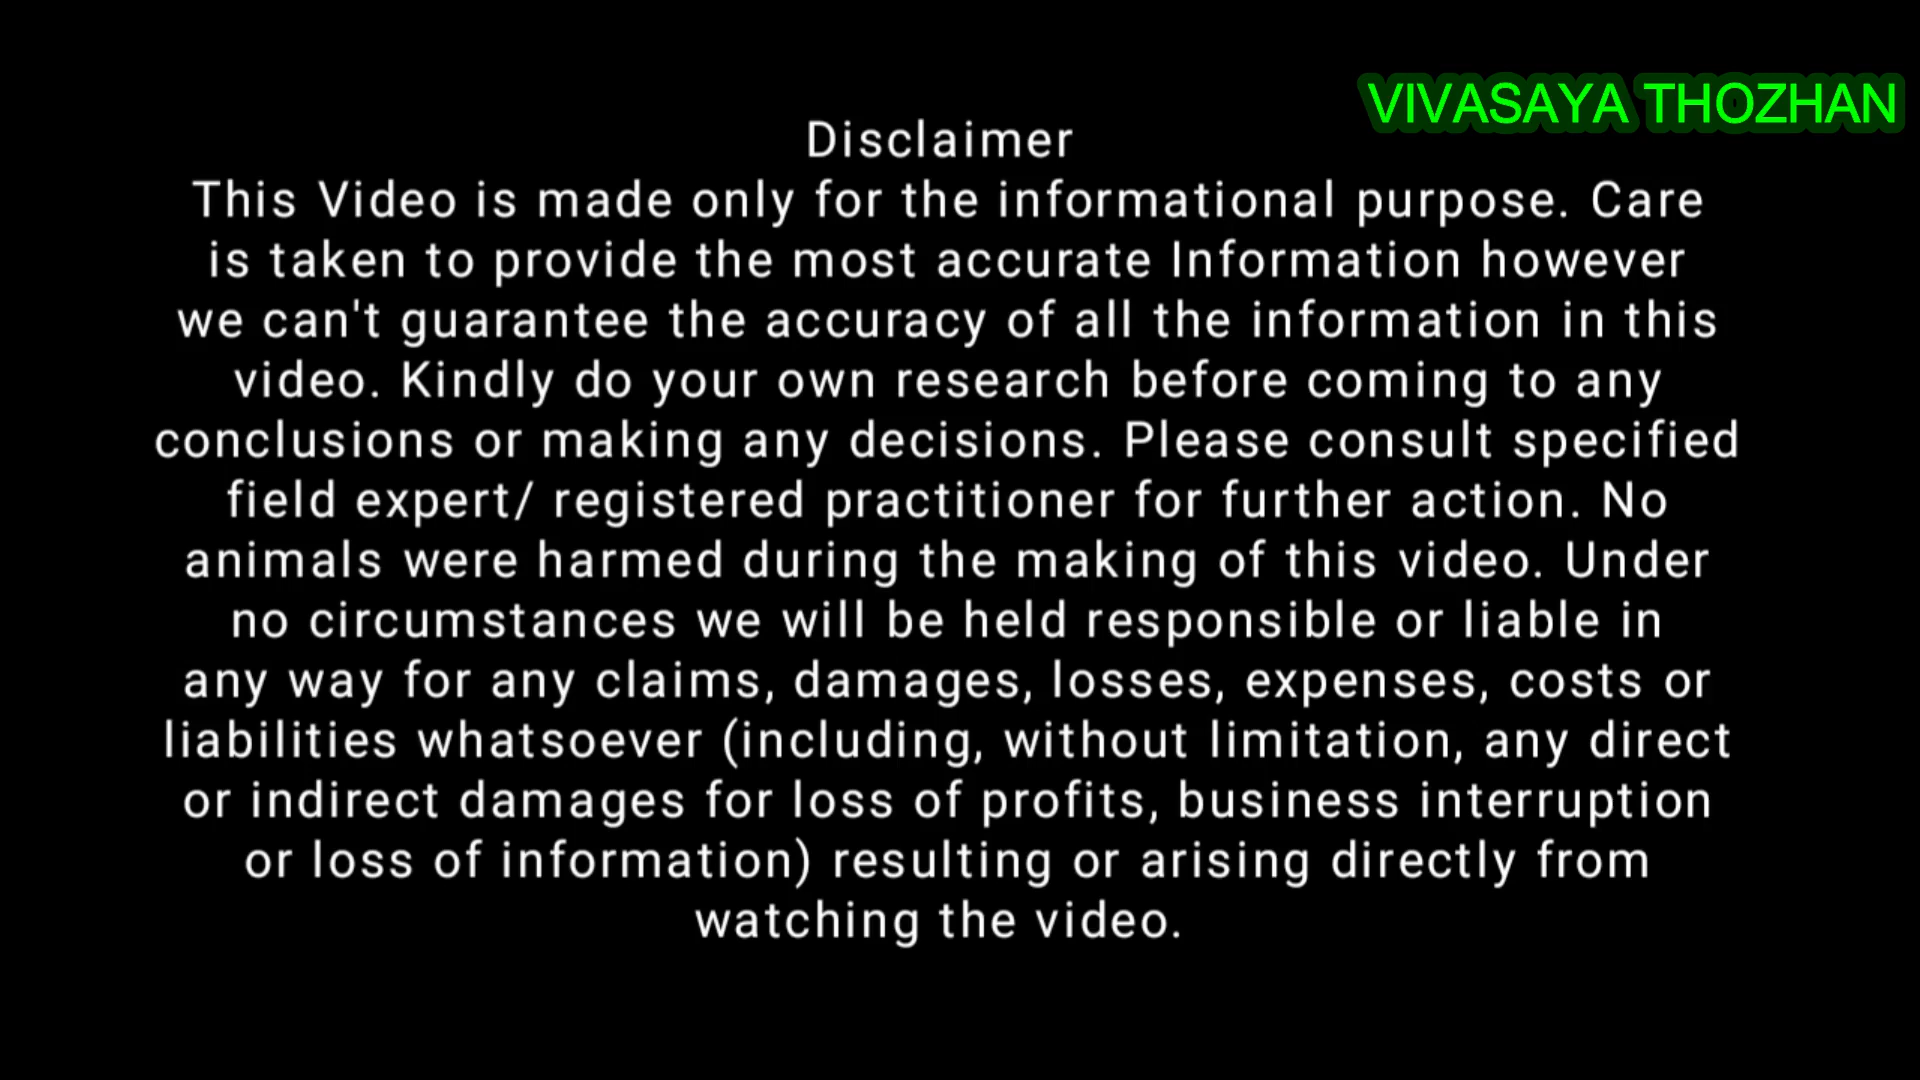 VIVASAYA THOZHAN
Disclaimer
This Video is made only for the informational purpose. Care
is taken to provide the most accurate Information however
we can't guarantee the accuracy of all the information in this
video. Kindly do your own research before coming to any
conclusions or making any decisions. Please consult specified
field expert/ registered practitioner for further action. No
animals were harmed during the making of this video. Under
no circumstances we will be held responsible or liable in
any way for any claims, damages, losses, expenses, costs or
liabilities whatsoever (including, without limitation, any direct
or indirect damages for loss of profits, business interruption
or loss of information) resulting or arising directly from
watching the video.